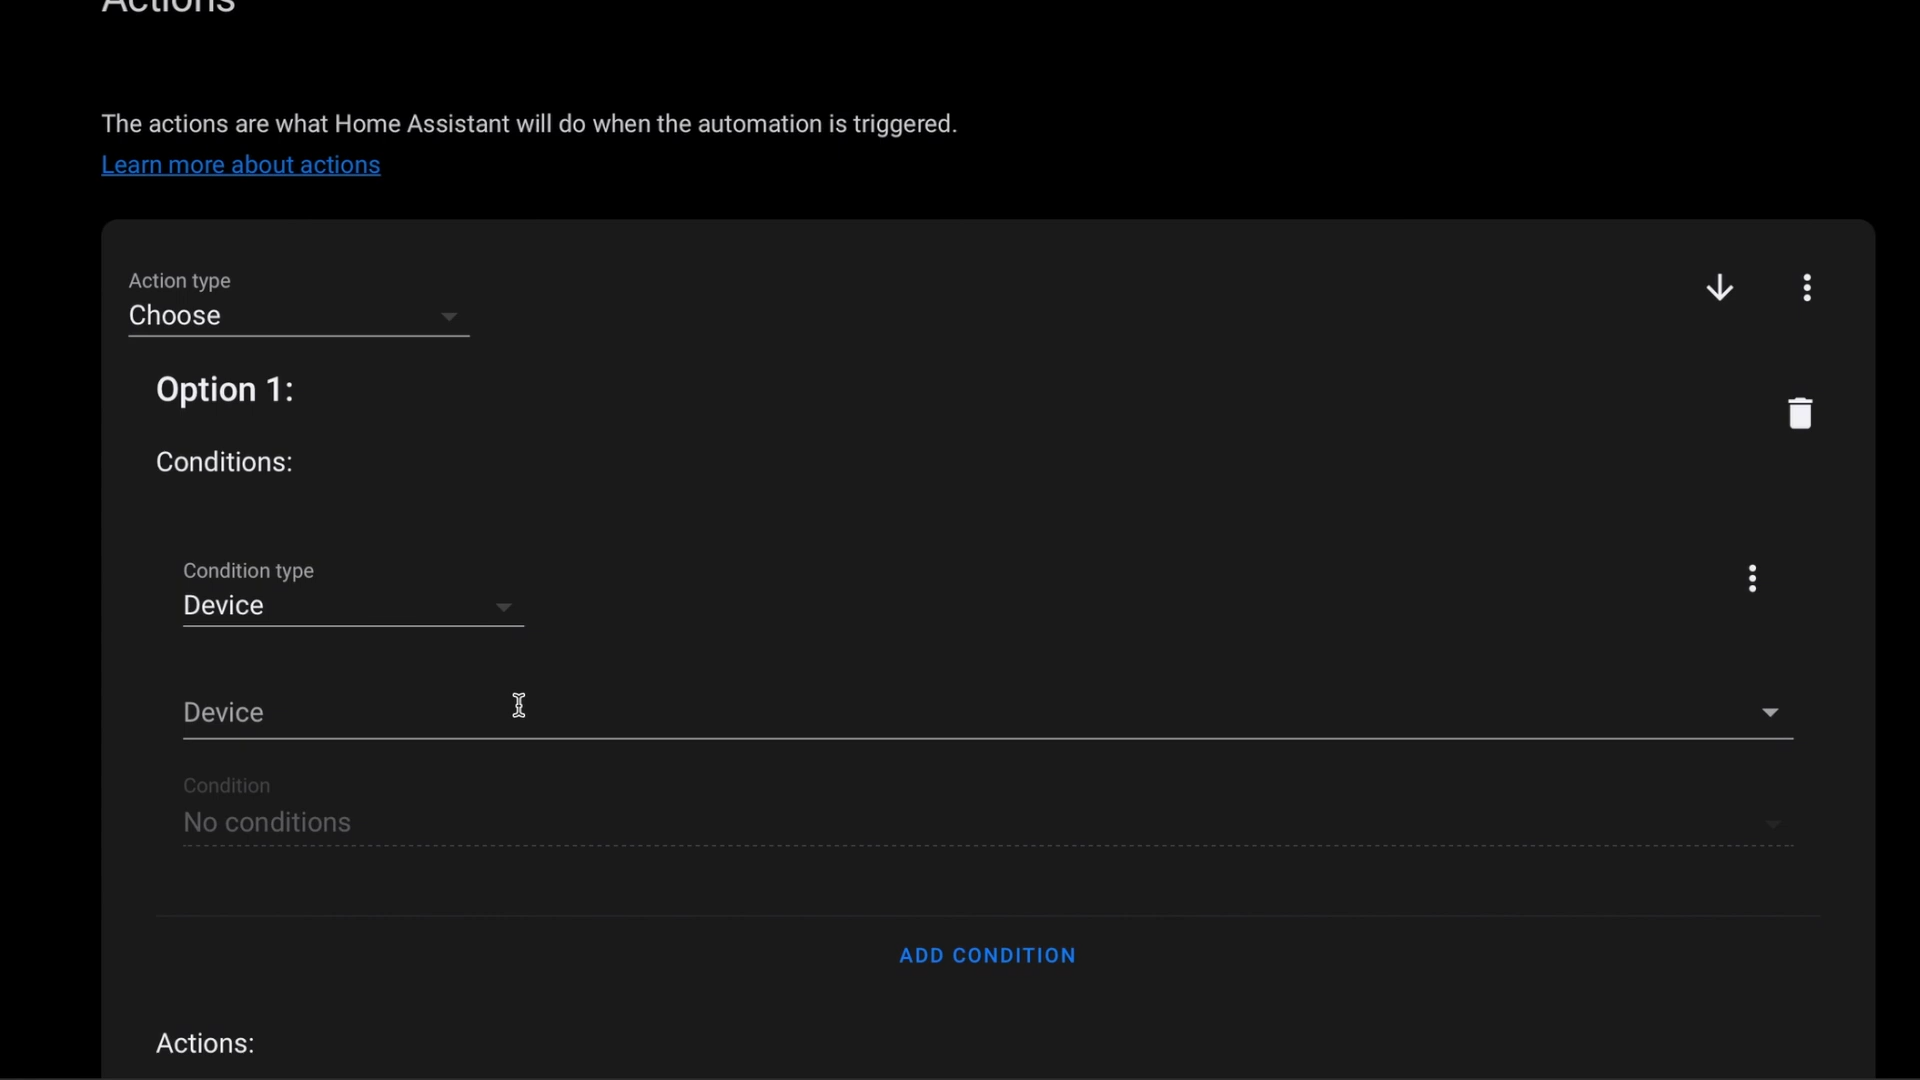 Actions
The actions are what Home Assistant will do when the automation is triggered.
Learn more about actions
Action type
Choose
Option 1:
Conditions:
Condition type
Device
Device
Condition
No conditions
ADD CONDITION
Actions: